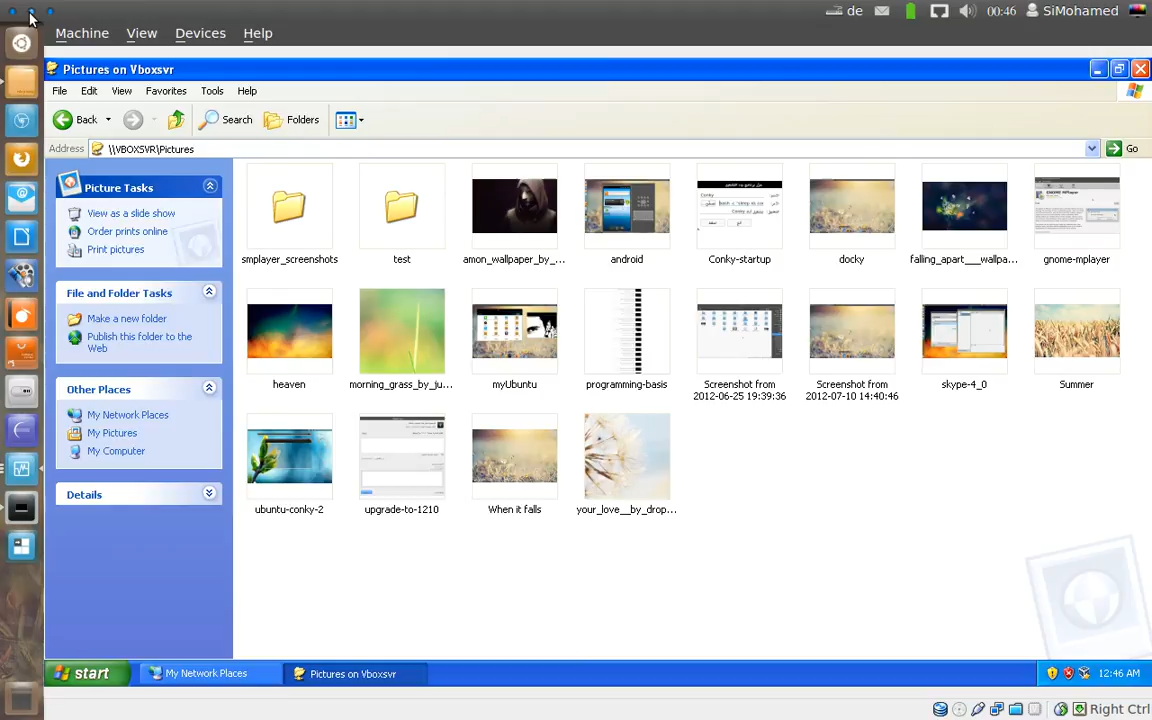 de
00:46
SiMohamed
Machine
View
Devices
Help
Pictures on Vboxsvr
File
Edit
View
Favorites
Tools
Help
Back
Search
Folders
Address
\\VBOXSVR\Pictures
Go
Picture Tasks
View as a slide show
Order prints online
Print pictures
File and Folder Tasks
Make a new folder
Publish this folder to the
Web
Other Places
My Network Places
My Pictures
My Computer
Details
smplayer_screenshots
test
amon_wallpaper_by_...
android
Conky-startup
docky
falling_apart___wallpa...
gnome-mplayer
heaven
morning_grass_by_ju...
myUbuntu
programming-basis
Screenshot from
2012-06-25 19:39:36
Screenshot from
2012-07-10 14:40:46
skype-4_0
Summer
ubuntu-conky-2
upgrade-to-1210
When it falls
your_love__by_drop...
start
My Network Places
Pictures on Vboxsvr
12:46 AM
Right Ctrl